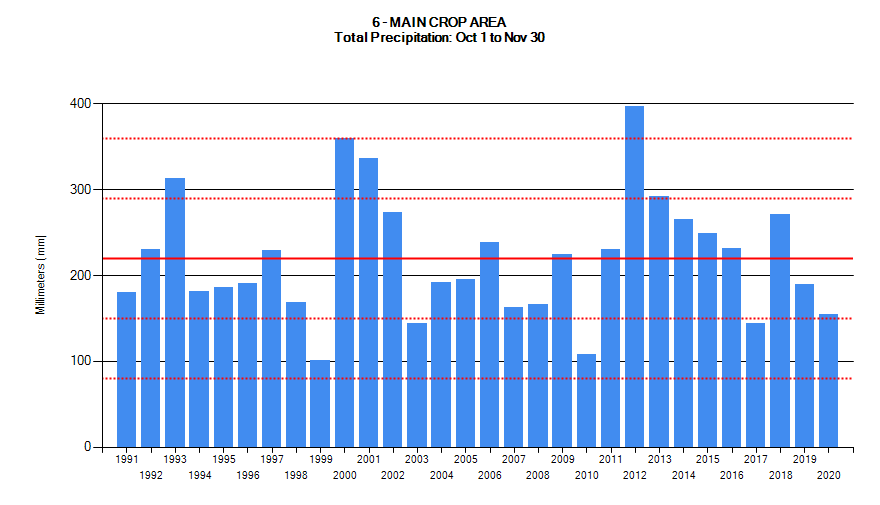 6 - MAIN CROP AREA
Total Precipitation: Oct 1 to Nov 30
400
300
200
100
0
Millimeters (mm)
1991 1993 1995 1997 1999 2001 2003 2005 2007 2009 2011 2013 2015 2017 2019
1992 1994 1996 1998 2000 2002 2004 2006 2008 2010 2012 2014 2016 2018 2020